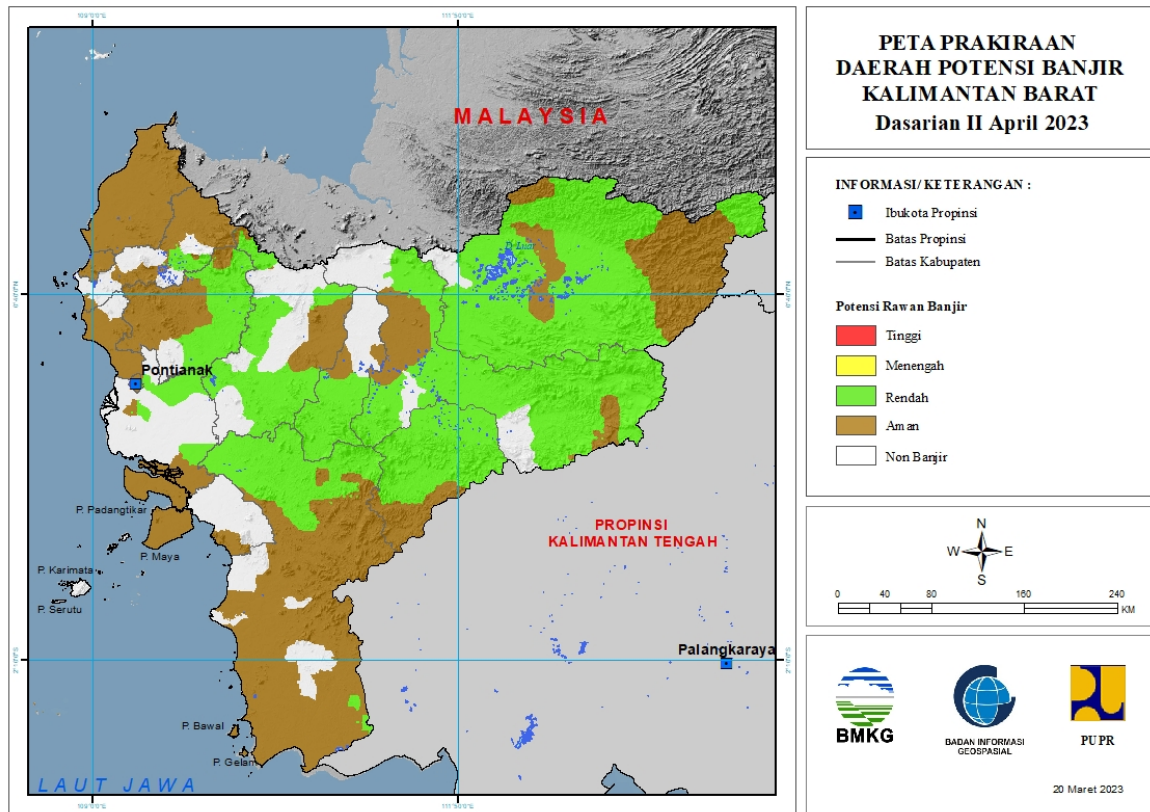 PETA PRAKIRAAN
DAERAH POTENSI BANJIR
KALIMANTAN BARAT
Dasarian II April 2023
INFORMASI/KETERANGAN :
Ibukota Propinsi
Batas Propinsi
Batas Kabupaten
Potensi Rawan Banjir
Tinggi
Menengah
Rendah
Aman
Non Banjir
N
W E
S
0 40 80 160 240
KM
BMKG
BADAN INFORMASI
GEOSPASIAL
PUPR
20 Maret 2023
MALAYSIA
D. Luar
Pontianak
P. Padangtikar
P. Maya
P. Karimata
P. Serutu
PROPINSI
KALIMANTAN TENGAH
Palangkaraya
P. Bawal
P. Gelam
LAUT JAWA